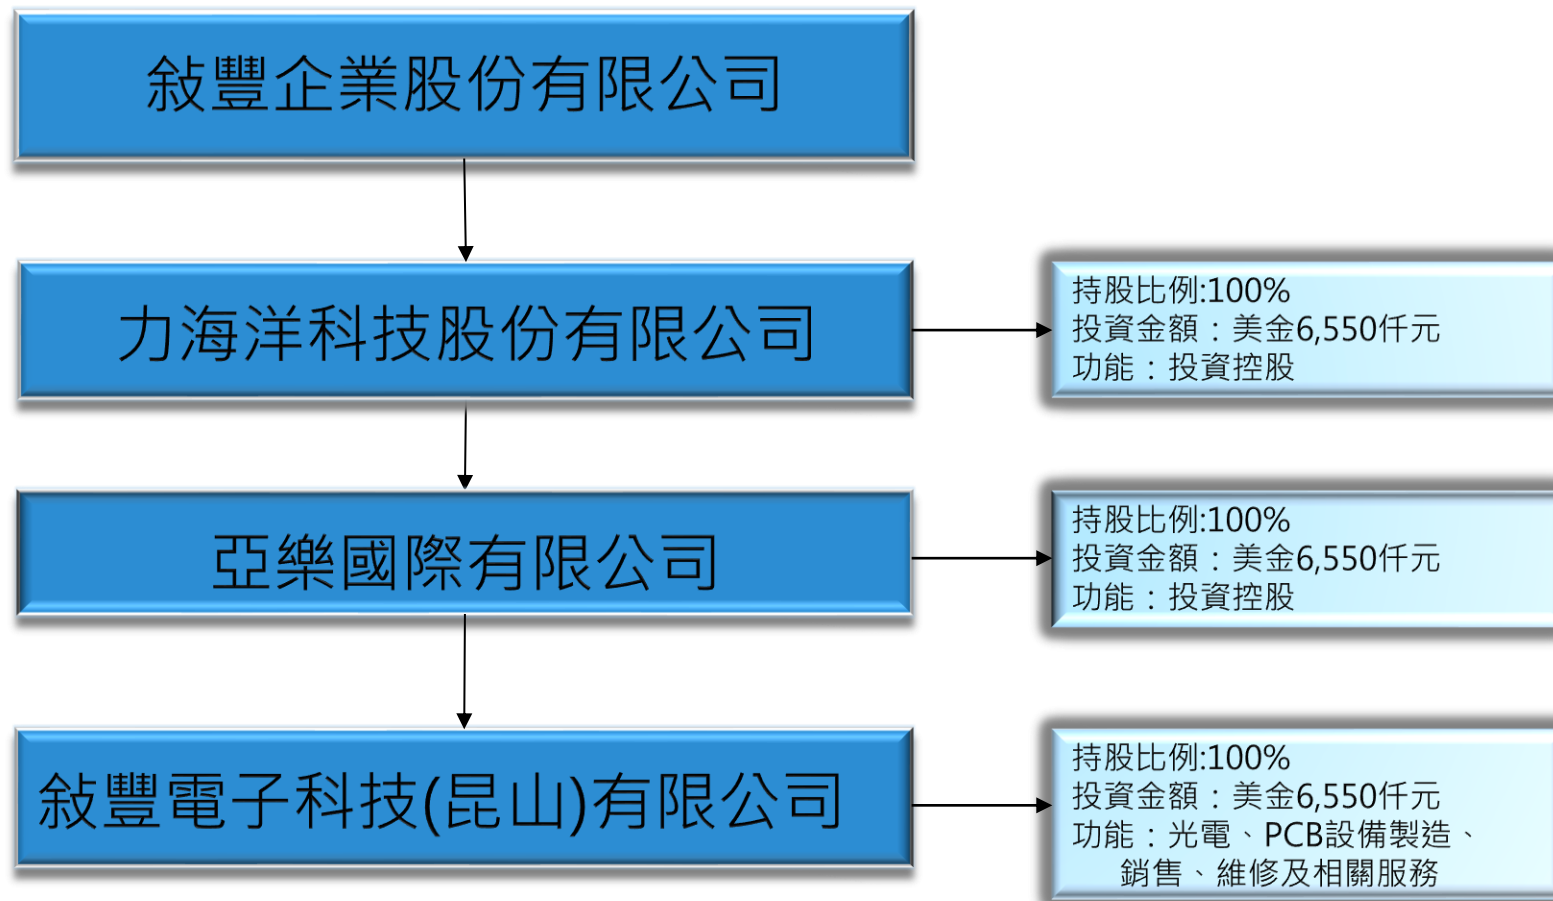 敍豐企業股份有限公司
力海洋科技股份有限公司
持股比例:100%
投資金額：美金6,550仟元
功能：投資控股
亞樂國際有限公司
持股比例:100%
投資金額：美金6,550仟元
功能：投資控股
敍豐電子科技(昆山)有限公司
持股比例:100%
投資金額：美金6,550仟元
功能：光電、PCB設備製造、
銷售、維修及相關服務